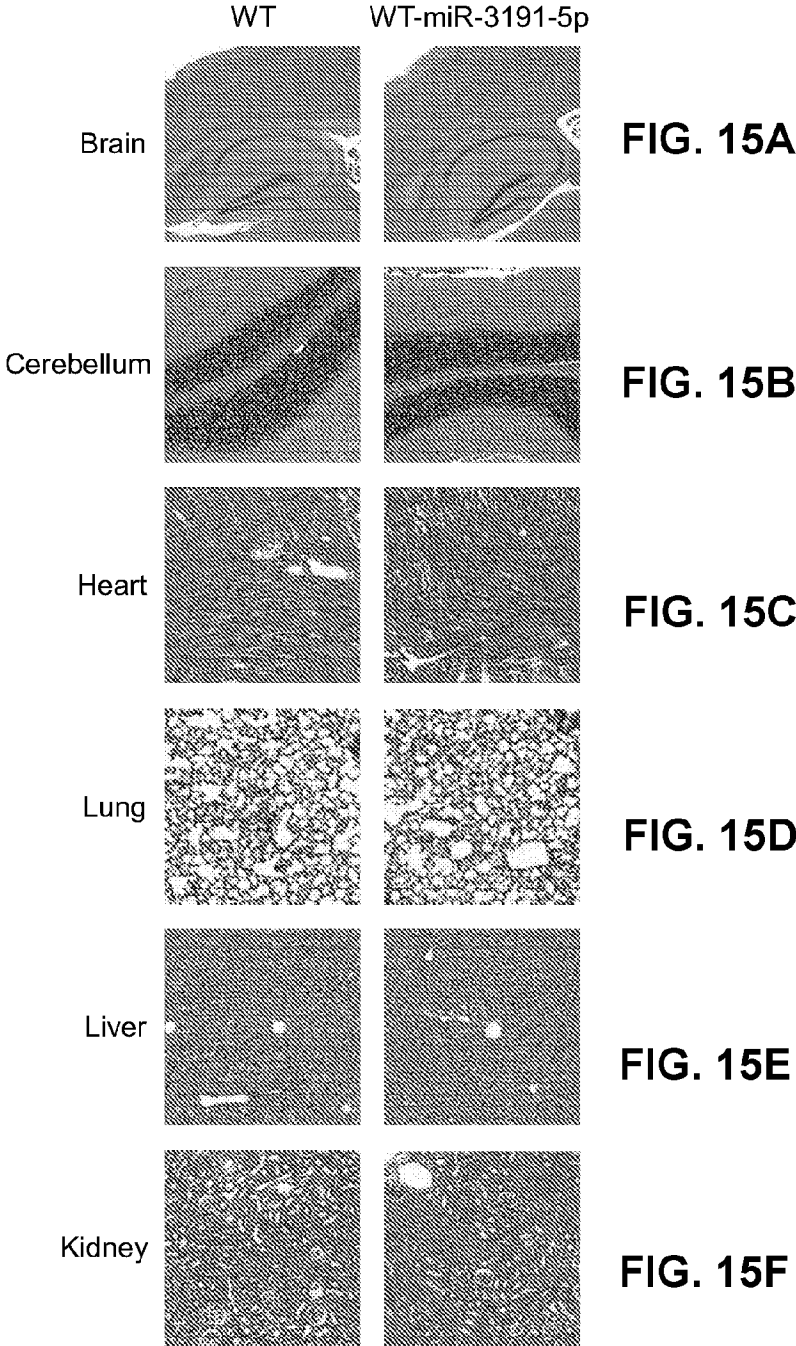 WT WT-miR-3191-5p
Brain FIG. 15A
Cerebellum FIG. 15B
Heart FIG. 15C
Lung FIG. 15D
Liver FIG. 15E
Kidney FIG. 15F